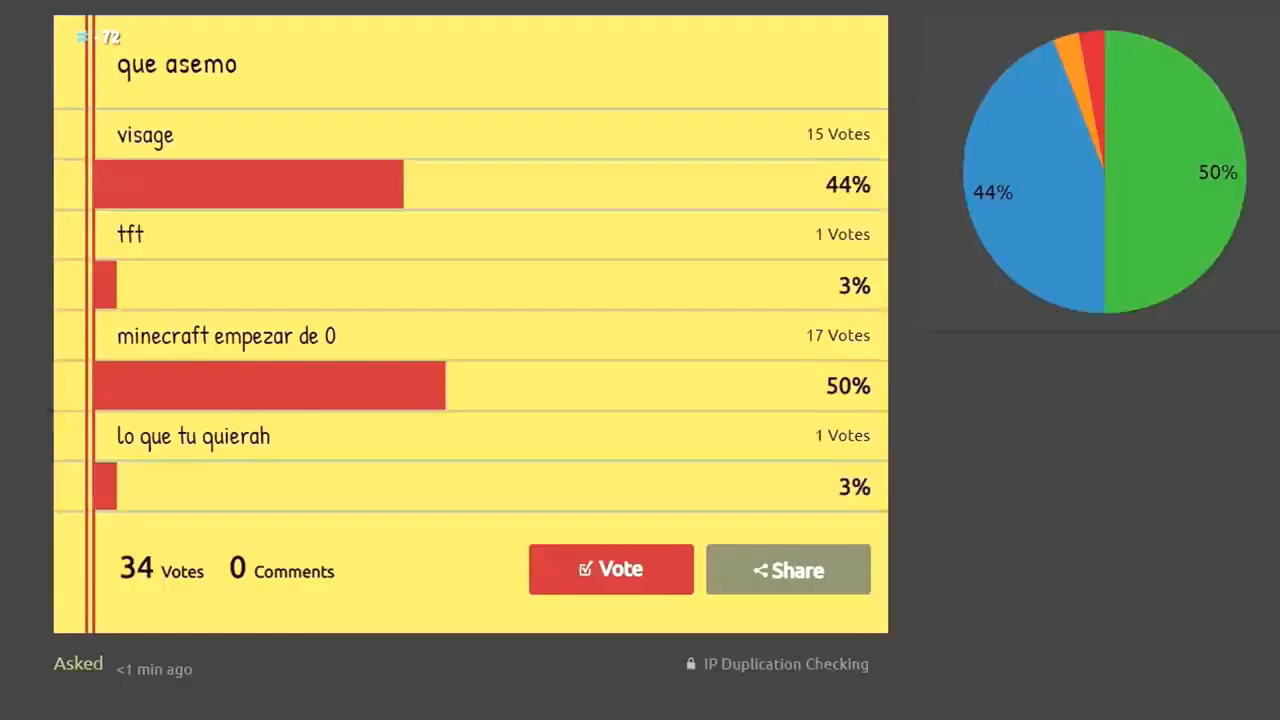 72
que asemo
visage
15 Votes
44%
tft
1 Votes
3%
minecraft empezar de 0
17 Votes
50%
lo que tu quierah
1 Votes
3%
34 Votes 0 Comments
Vote
Share
Asked <1 min ago
IP Duplication Checking
44%
50%